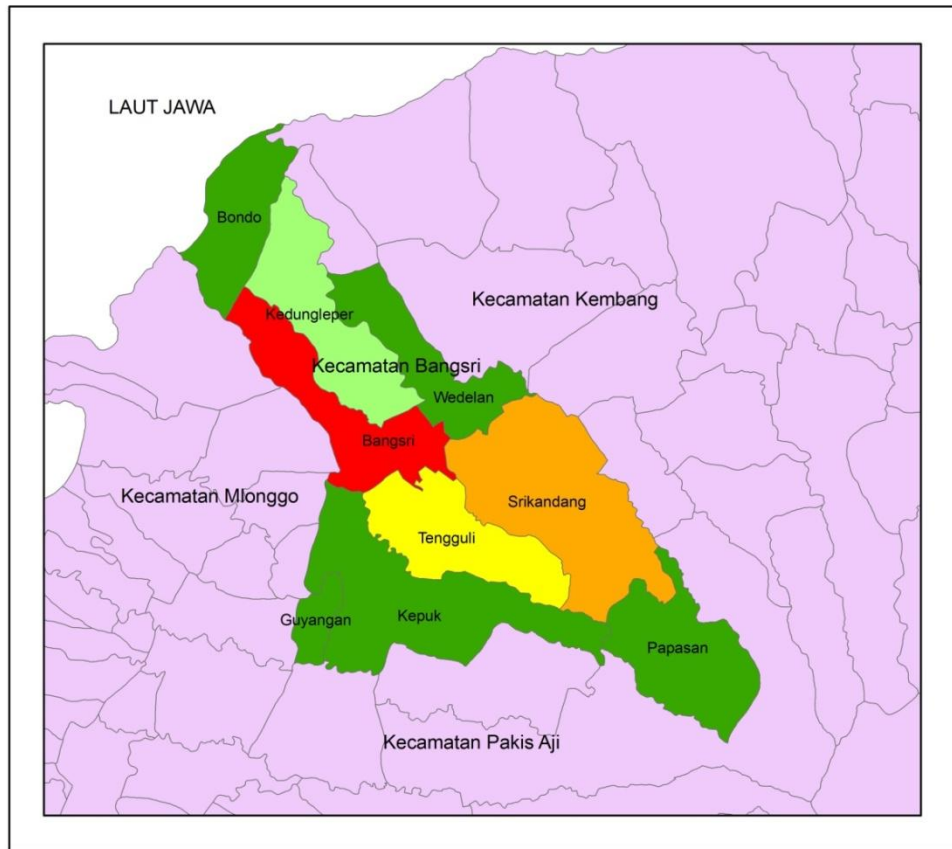 LAUT JAWA
Bondo
Kecamatan Kembang
Kedungleper
Kecamatan Bangsri
Wedelan
Bangsri
Kecamatan Mlonggo
Srikandang
Tengguli
Guyangan
Kepuk
Papasan
Kecamatan Pakis Aji